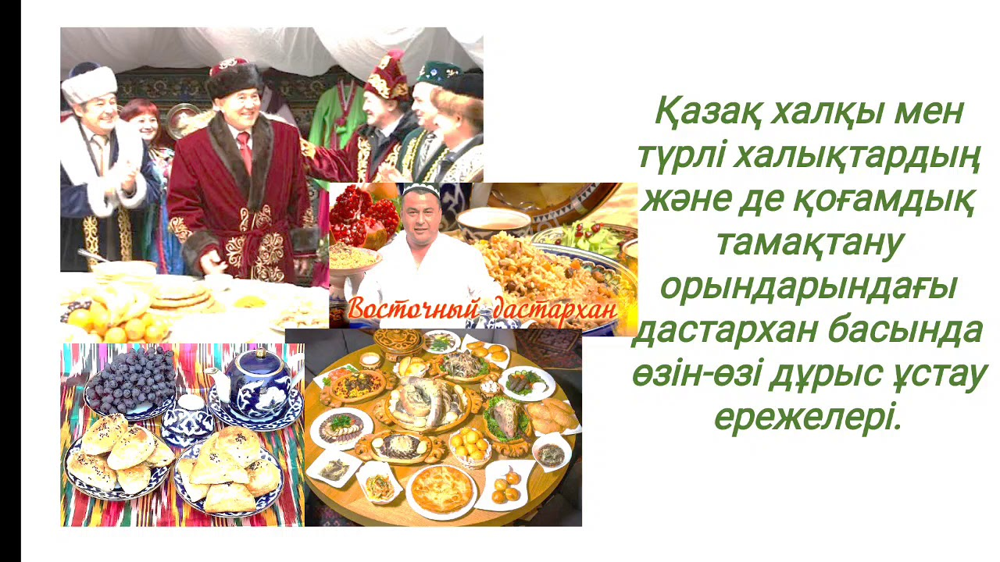 Қазақ халқы мен
түрлі халықтардың
және де қоғамдық
тамақтану
орындарындағы
дастархан басында
өзін-өзі дұрыс ұстау
ережелері.
Восточный дастархан